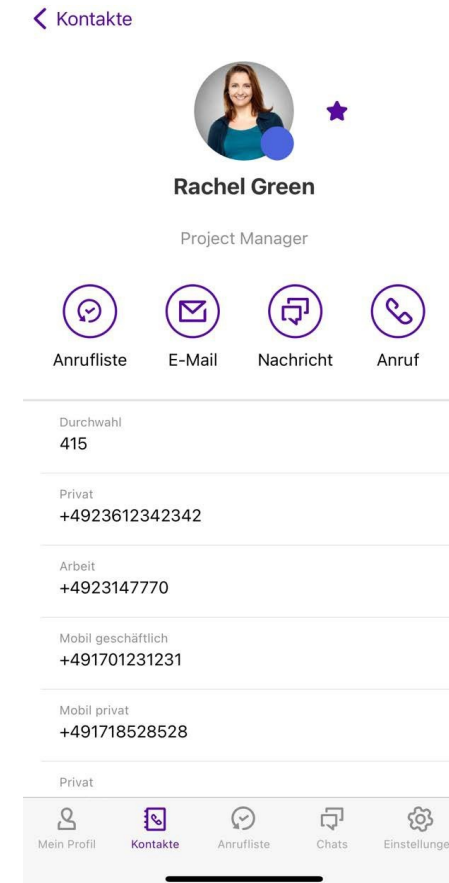 Kontakte
Rachel Green
Project Manager
Anrufliste E-Mail Nachricht Anruf
Durchwahl
415
Privat
+4923612342342
Arbeit
+4923147770
Mobil geschäftlich
+491701231231
Mobil privat
+491718528528
Privat
Mein Profil Kontakte Anrufliste Chats Einstellunge